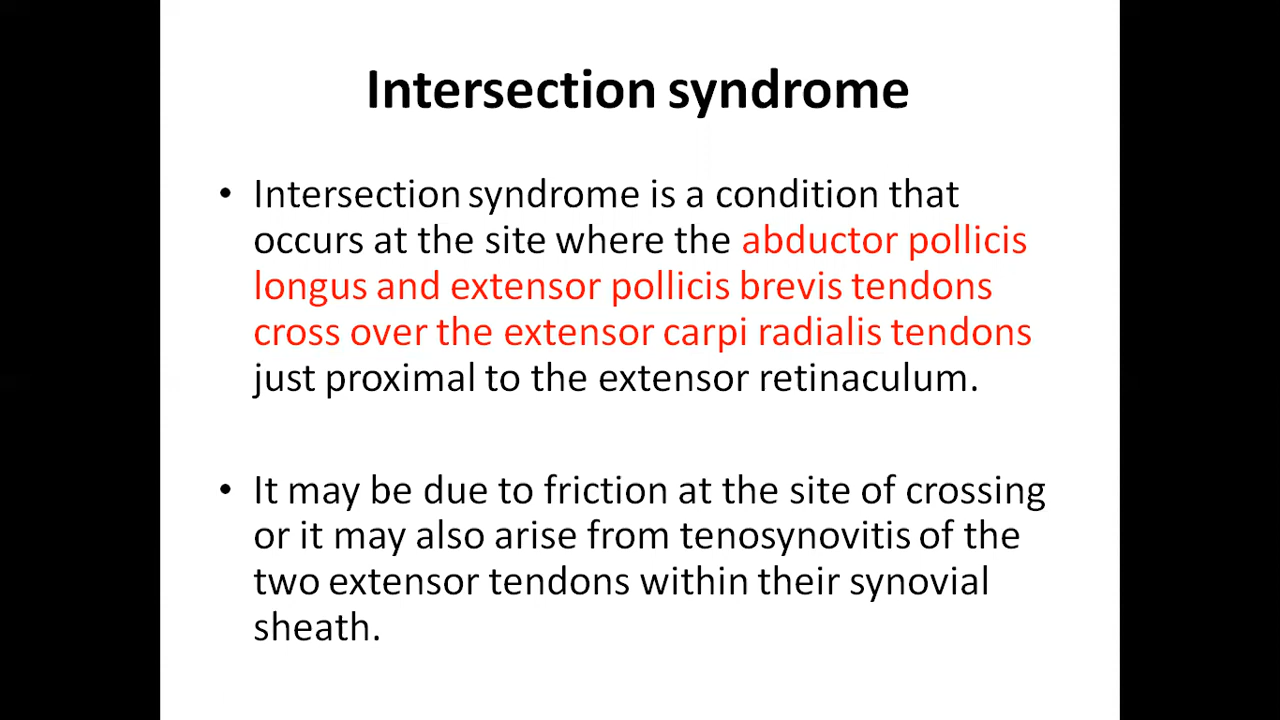 Intersection syndrome
• Intersection syndrome is a condition that
occurs at the site where the abductor pollicis
longus and extensor pollicis brevis tendons
cross over the extensor carpi radialis tendons
just proximal to the extensor retinaculum.
• It may be due to friction at the site of crossing
or it may also arise from tenosynovitis of the
two extensor tendons within their synovial
sheath.